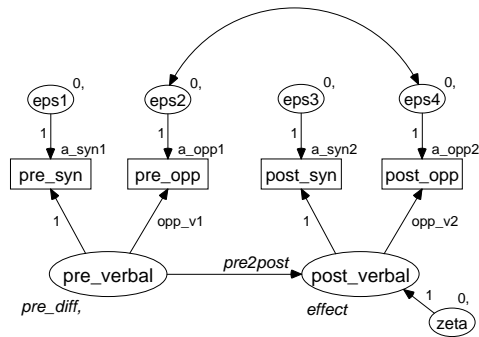 0, 0, 0, 0,
eps1 eps2 eps3 eps4
1 1 1 1
a_syn1 a_opp1 a_syn2 a_opp2
pre_syn pre_opp post_syn post_opp
1 opp_v1 1 opp_v2
pre2post
pre_verbal post_verbal
pre_diff, effect
1 0,
zeta